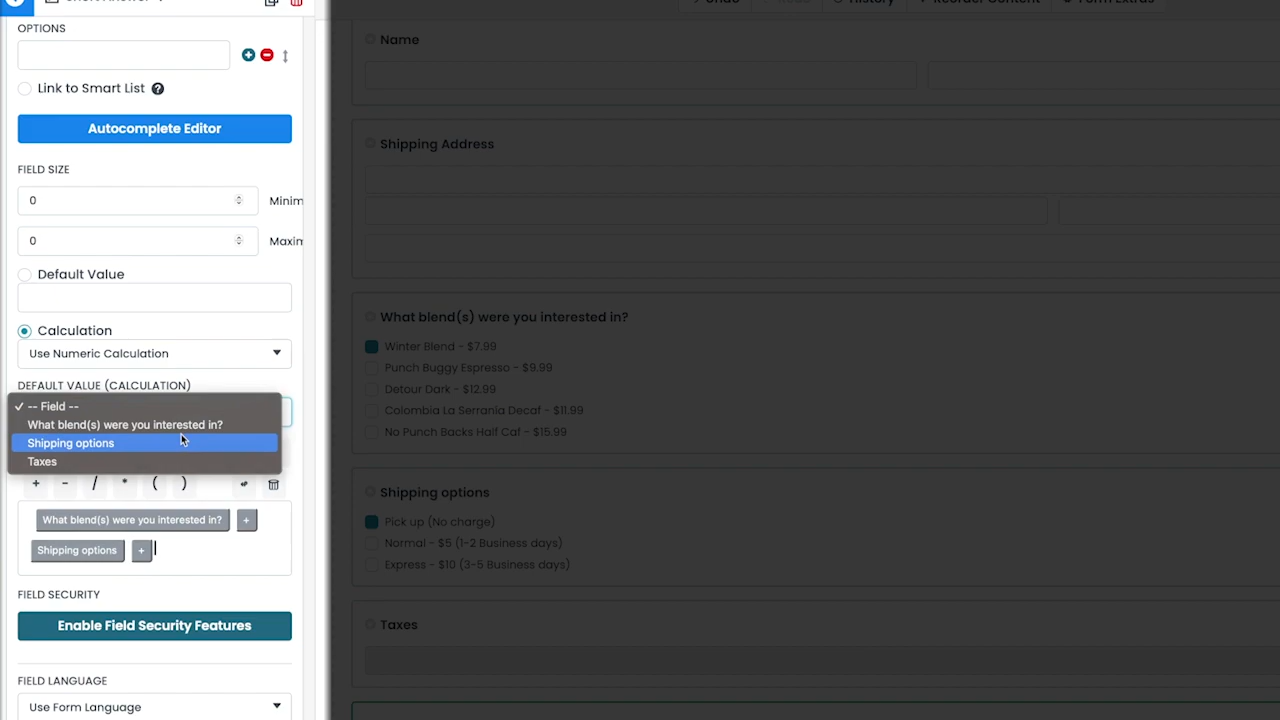 OPTIONS
Link to Smart List ?
Autocomplete Editor
FIELD SIZE
0 Minim
0 Maxim
Default Value
Calculation
Use Numeric Calculation
DEFAULT VALUE (CALCULATION)
✓ -- Field --
What blend(s) were you interested in?
Shipping options
Taxes
+ - / * ( )
What blend(s) were you interested in? +
Shipping options +
FIELD SECURITY
Enable Field Security Features
FIELD LANGUAGE
Use Form Language
Undo History Reorder Content Form Extras
Name
Shipping Address
What blend(s) were you interested in?
Winter Blend - $7.99
Punch Buggy Espresso - $9.99
Detour Dark - $12.99
Colombia La Serrania Decaf - $11.99
No Punch Backs Half Caf - $15.99
Shipping options
Pick up (No charge)
Normal - $5 (1-2 Business days)
Express - $10 (3-5 Business days)
Taxes